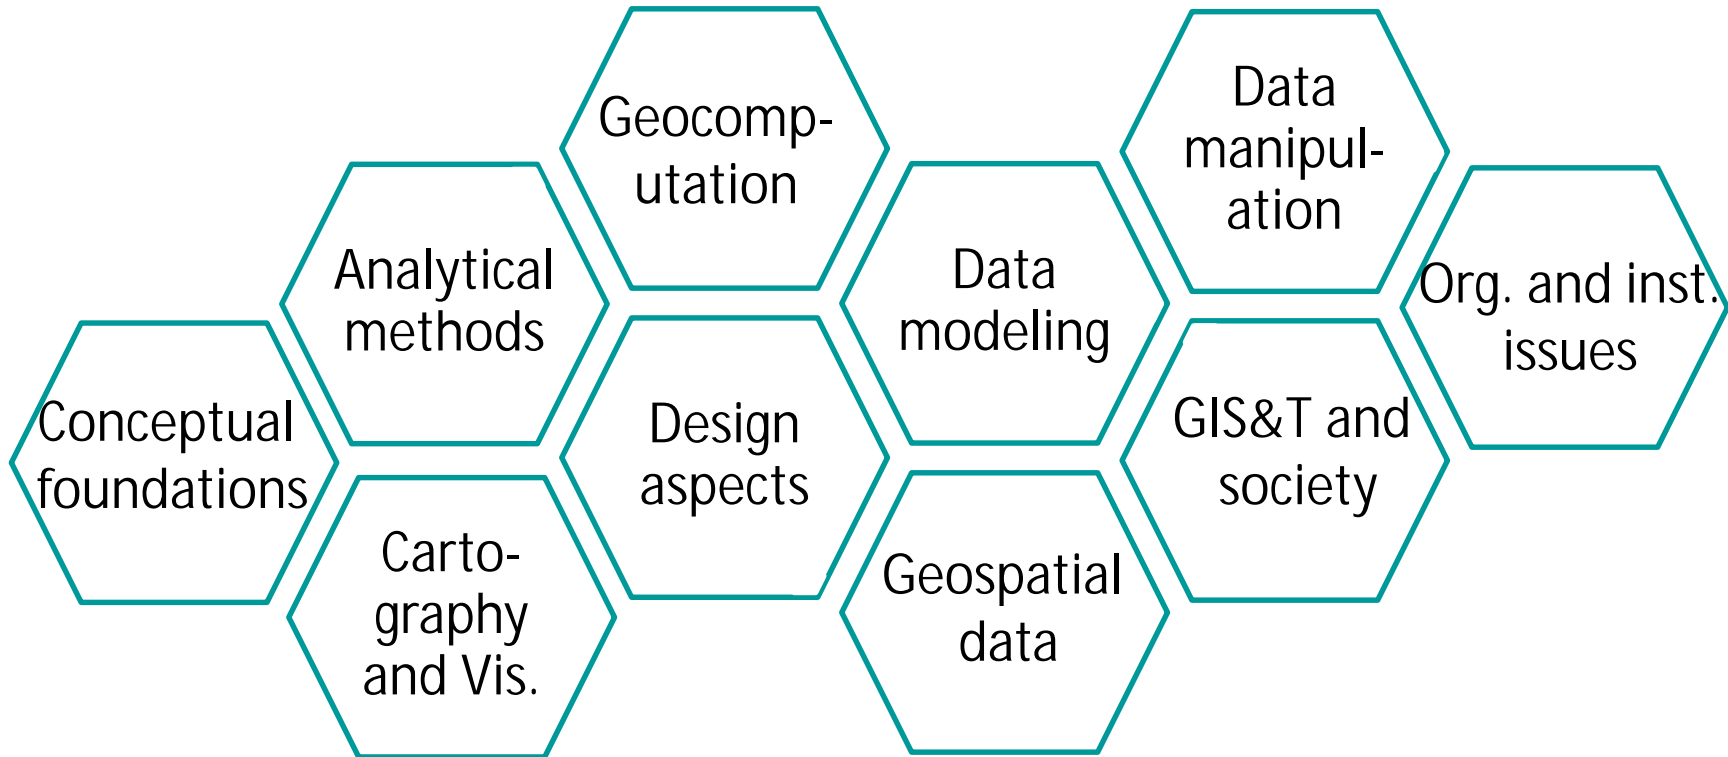 Geocomp-
utation
Data
manipul-
ation
Analytical
methods
Data
modeling
Org. and inst.
issues
Conceptual
foundations
Design
aspects
GIS&T and
society
Carto-
graphy
and Vis.
Geospatial
data